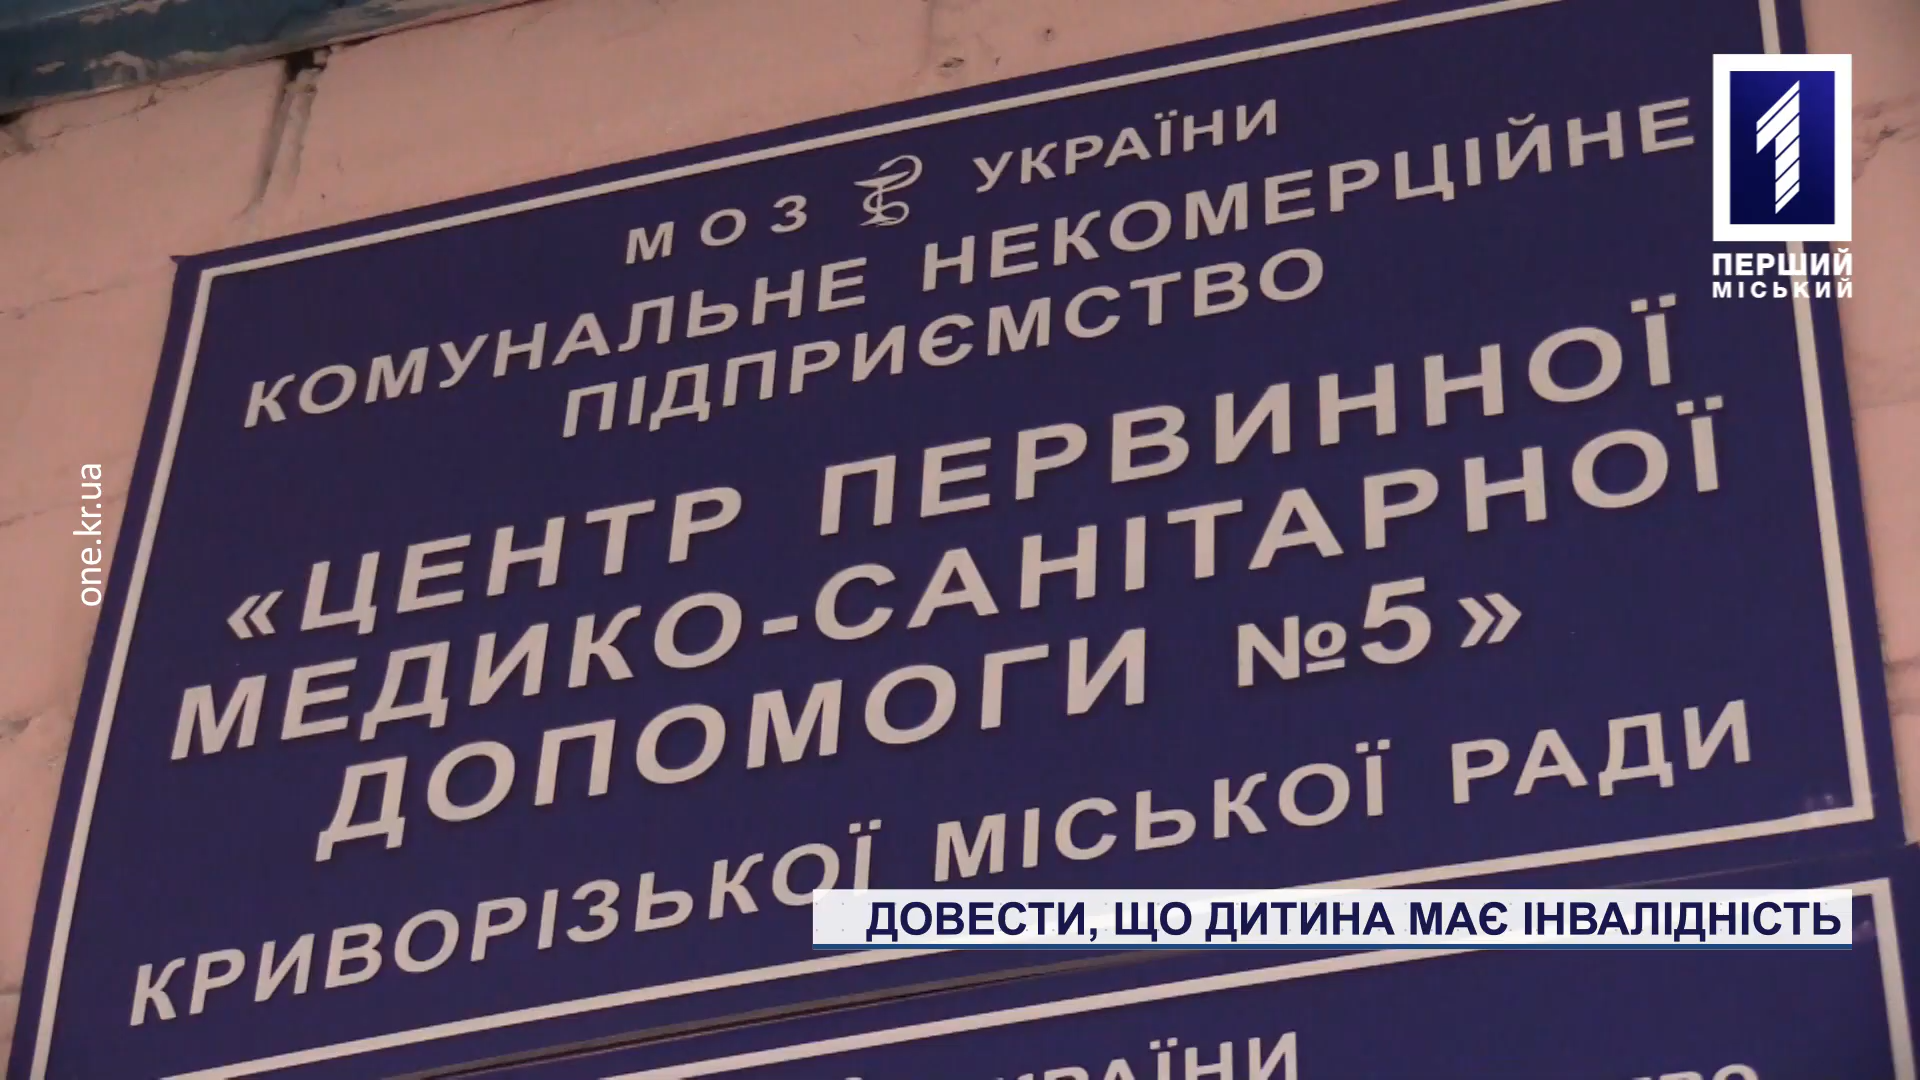 МОЗ УКРАЇНИ
КОМУНАЛЬНЕ НЕКОМЕРЦІЙНЕ
ПІДПРИЄМСТВО
«ЦЕНТР ПЕРВИННОЇ
МЕДИКО-САНІТАРНОЇ
ДОПОМОГИ №5»
КРИВОРІЗЬКОЇ МІСЬКОЇ РАДИ
ПЕРШИЙ
МІСЬКИЙ
one.kr.ua
ДОВЕСТИ, ЩО ДИТИНА МАЄ ІНВАЛІДНІСТЬ